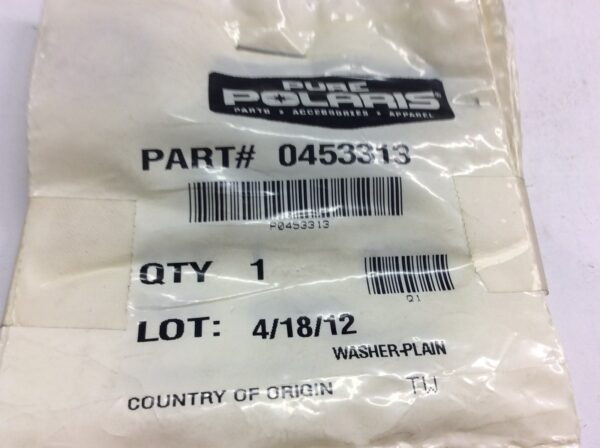 PURE
POLARIS®
PARTS • ACCESSORIES • APPAREL
PART# 0453313
P0453313
QTY 1
Q1
LOT: 4/18/12
WASHER-PLAIN
COUNTRY OF ORIGIN TW